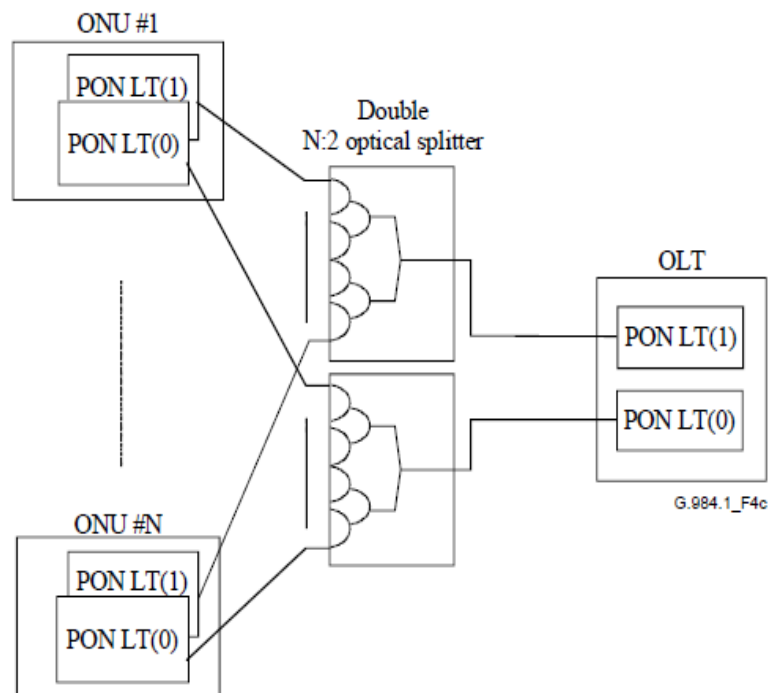 ONU #1
PON LT(1)
PON LT(0)
Double
N:2 optical splitter
OLT
PON LT(1)
PON LT(0)
G.984.1_F4c
ONU #N
PON LT(1)
PON LT(0)